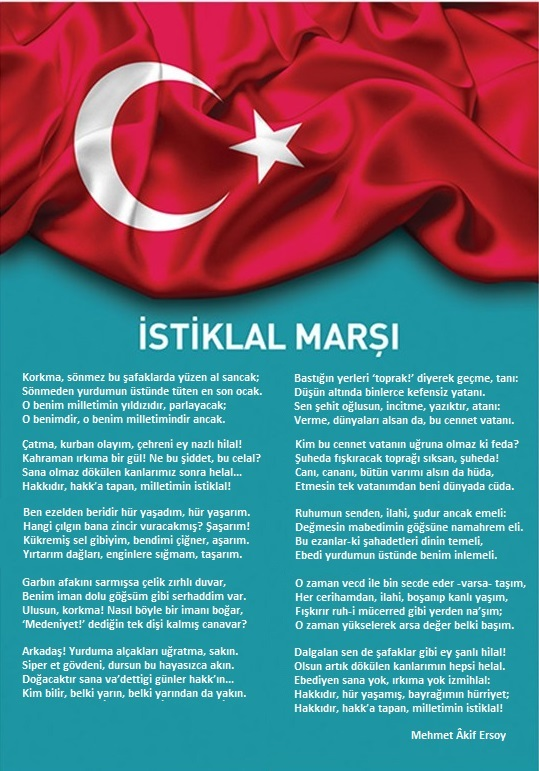 İSTİKLAL MARŞI
Korkma, sönmez bu şafaklarda yüzen al sancak;
Sönmeden yurdumun üstünde tüten en son ocak.
O benim milletimin yıldızıdır, parlayacak;
O benimdir, o benim milletimindir ancak.
Çatma, kurban olayım, çehreni ey nazlı hilal!
Kahraman ırkıma bir gül! Ne bu şiddet, bu celal?
Sana olmaz dökülen kanlarımız sonra helal...
Hakkıdır, hakk’a tapan, milletimin istiklal!
Ben ezelden beridir hür yaşadım, hür yaşarım.
Hangi çılgın bana zincir vuracakmış? Şaşarım!
Kükremiş sel gibiyim, bendimi çiğner, aşarım.
Yırtarım dağları, enginlere sığmam, taşarım.
Garbın afakını sarmışsa çelik zırhlı duvar,
Benim iman dolu göğsüm gibi serhaddim var.
Ulusun, korkma! Nasıl böyle bir imanı boğar,
‘Medeniyet!’ dediğin tek dişi kalmış canavar?
Arkadaş! Yurduma alçakları uğratma, sakın.
Siper et gövdeni, dursun bu hayasızca akın.
Doğacaktır sana va’dettigi günler hakk’ın...
Kim bilir, belki yarın, belki yarından da yakın.
Bastığın yerleri ‘toprak!’ diyerek geçme, tanı:
Düşün altında binlerce kefensiz yatanı.
Sen şehit oğlusun, incitme, yazıktır, atanı:
Verme, dünyaları alsan da, bu cennet vatanı.
Kim bu cennet vatanın uğruna olmaz ki feda?
Şuheda fışkıracak toprağı sıksan, şuheda!
Canı, cananı, bütün varımı alsın da hüda,
Etmesin tek vatanımdan beni dünyada cüda.
Ruhumun senden, ilahi, şudur ancak emeli:
Değmesin mabedimin göğsüne namahrem eli.
Bu ezanlar-ki şahadetleri dinin temeli,
Ebedi yurdumun üstünde benim inlemeli.
O zaman vecd ile bin secde eder -varsa- taşım,
Her cerihamdan, ilahi, boşanıp kanlı yaşım,
Fışkırır ruh-i mücerred gibi yerden na’şım;
O zaman yükselerek arsa değer belki başım.
Dalgalan sen de şafaklar gibi ey şanlı hilal!
Olsun artık dökülen kanlarımın hepsi helal.
Ebediyen sana yok, ırkıma yok izmihlal:
Hakkıdır, hür yaşamış, bayrağımın hürriyet;
Hakkıdır, hakk’a tapan, milletimin istiklal!
Mehmet Âkif Ersoy